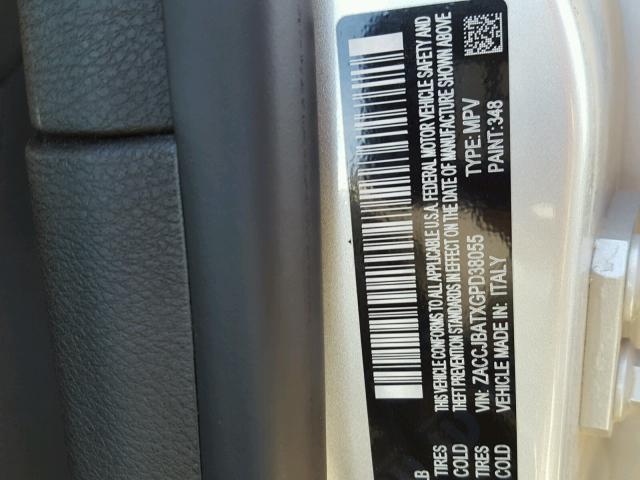 LB
TIRES
COLD
TIRES
COLD
THIS VEHICLE CONFORMS TO ALL APPLICABLE U.S.A. FEDERAL MOTOR VEHICLE SAFETY AND
THEFT PREVENTION STANDARDS IN EFFECT ON THE DATE OF MANUFACTURE SHOWN ABOVE
VIN: ZACCJBATXGPD38055 TYPE: MPV
VEHICLE MADE IN: ITALY PAINT: 348